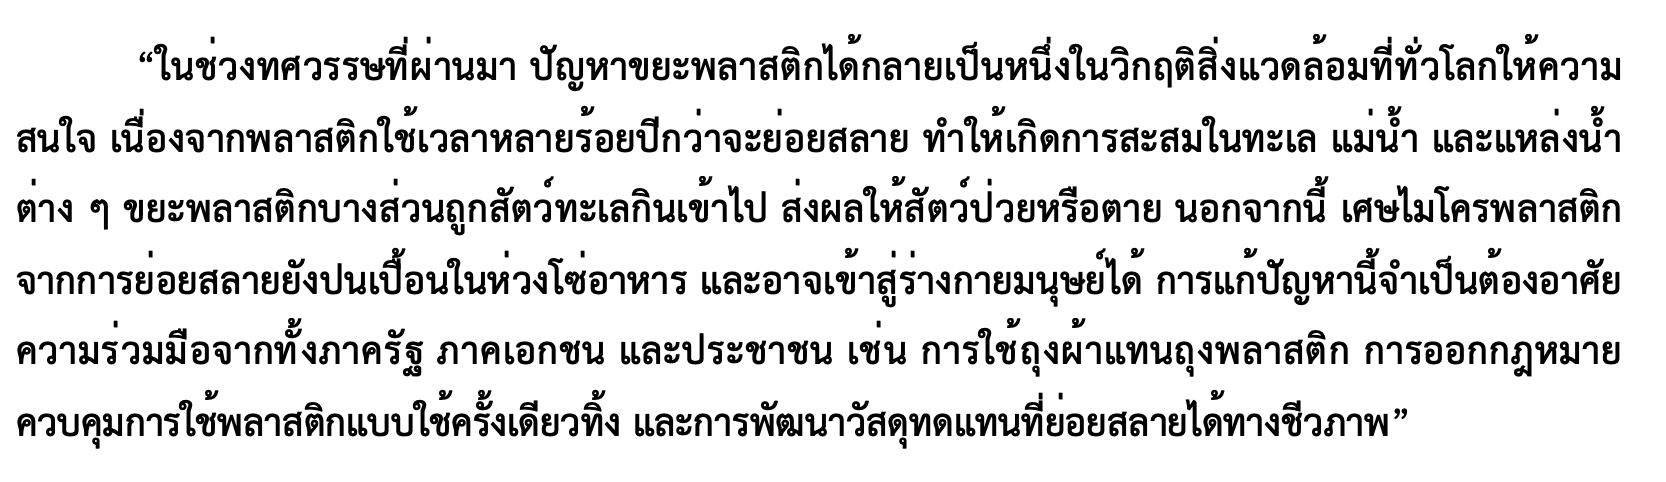 “ในช่วงทศวรรษที่ผ่านมา ปัญหาขยะพลาสติกได้กลายเป็นหนึ่งในวิกฤติสิ่งแวดล้อมที่ทั่วโลกให้ความ
สนใจ เนื่องจากพลาสติกใช้เวลาหลายร้อยปีกว่าจะย่อยสลาย ทำให้เกิดการสะสมในทะเล แม่น้ำ และแหล่งน้ำ
ต่าง ๆ ขยะพลาสติกบางส่วนถูกสัตว์ทะเลกินเข้าไป ส่งผลให้สัตว์ป่วยหรือตาย นอกจากนี้ เศษไมโครพลาสติก
จากการย่อยสลายยังปนเปื้อนในห่วงโซ่อาหาร และอาจเข้าสู่ร่างกายมนุษย์ได้ การแก้ปัญหานี้จำเป็นต้องอาศัย
ความร่วมมือจากทั้งภาครัฐ ภาคเอกชน และประชาชน เช่น การใช้ถุงผ้าแทนถุงพลาสติก การออกกฎหมาย
ควบคุมการใช้พลาสติกแบบใช้ครั้งเดียวทิ้ง และการพัฒนาวัสดุทดแทนที่ย่อยสลายได้ทางชีวภาพ”